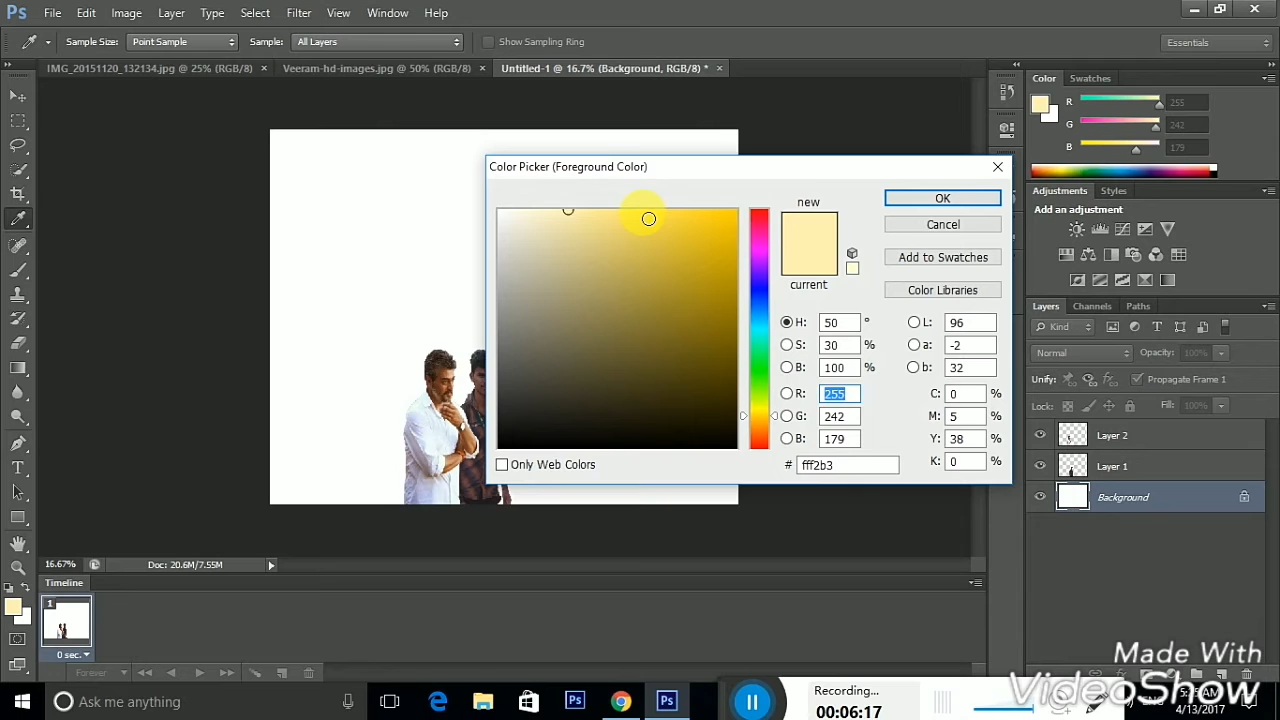 Ps File Edit Image Layer Type Select Filter View Window Help
Sample Size: Point Sample Sample: All Layers Show Sampling Ring Essentials
IMG_20151120_132134.jpg @ 25% (RGB/8) × Veeram-hd-images.jpg @ 50% (RGB/8) × Untitled-1 @ 16.7% (Background, RGB/8) * ×
Color Swatches
R 255
G 242
B 179
Color Picker (Foreground Color)
new
current
OK
Cancel
Add to Swatches
Color Libraries
H: 50 °
S: 30 %
B: 100 %
R: 255
G: 242
B: 179
L: 96
a: -2
b: 32
C: 0 %
M: 5 %
Y: 38 %
K: 0 %
# fff2b3
Only Web Colors
Adjustments Styles
Add an adjustment
Layers Channels Paths
Kind
Normal Opacity: 100%
Unify: Propagate Frame 1
Lock: Fill: 100%
Layer 2
Layer 1
Background
16.67% Doc: 20.6M/7.55M
Timeline
1
0 sec.
Forever
Made With
VideoShow
Ask me anything
Recording...
00:06:17
ENG
4/13/2017